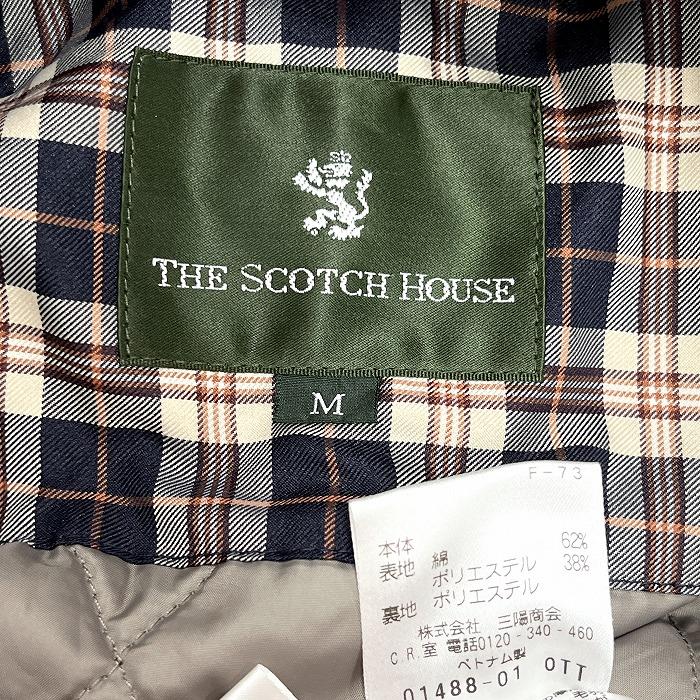 THE SCOTCH HOUSE
M
F-73
本体
表地 綿 62%
ポリエステル 38%
裏地 ポリエステル
株式会社 三陽商会
C.R.室 電話0120-340-460
ベトナム製
01488-01 OTT